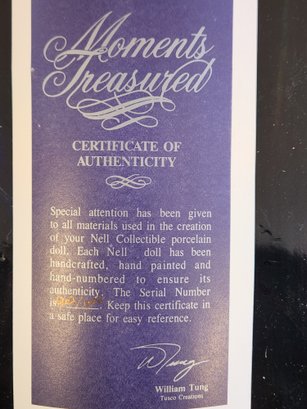 Moments
Treasured
CERTIFICATE OF
AUTHENTICITY
Special attention has been given
to all materials used in the creation
of your Nell Collectible porcelain
doll. Each Nell doll has been
handcrafted, hand painted and
hand-numbered to ensure its
authenticity. The Serial Number
is Keep this certificate in
a safe place for easy reference.
W Tung
William Tung
Tusco Creations